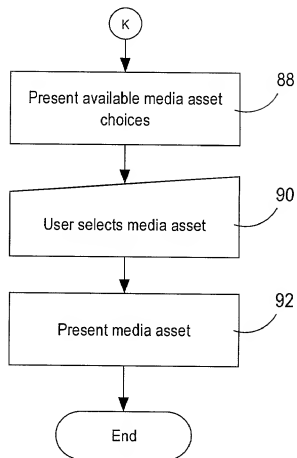 K
88
Present available media asset
choices
90
User selects media asset
92
Present media asset
End